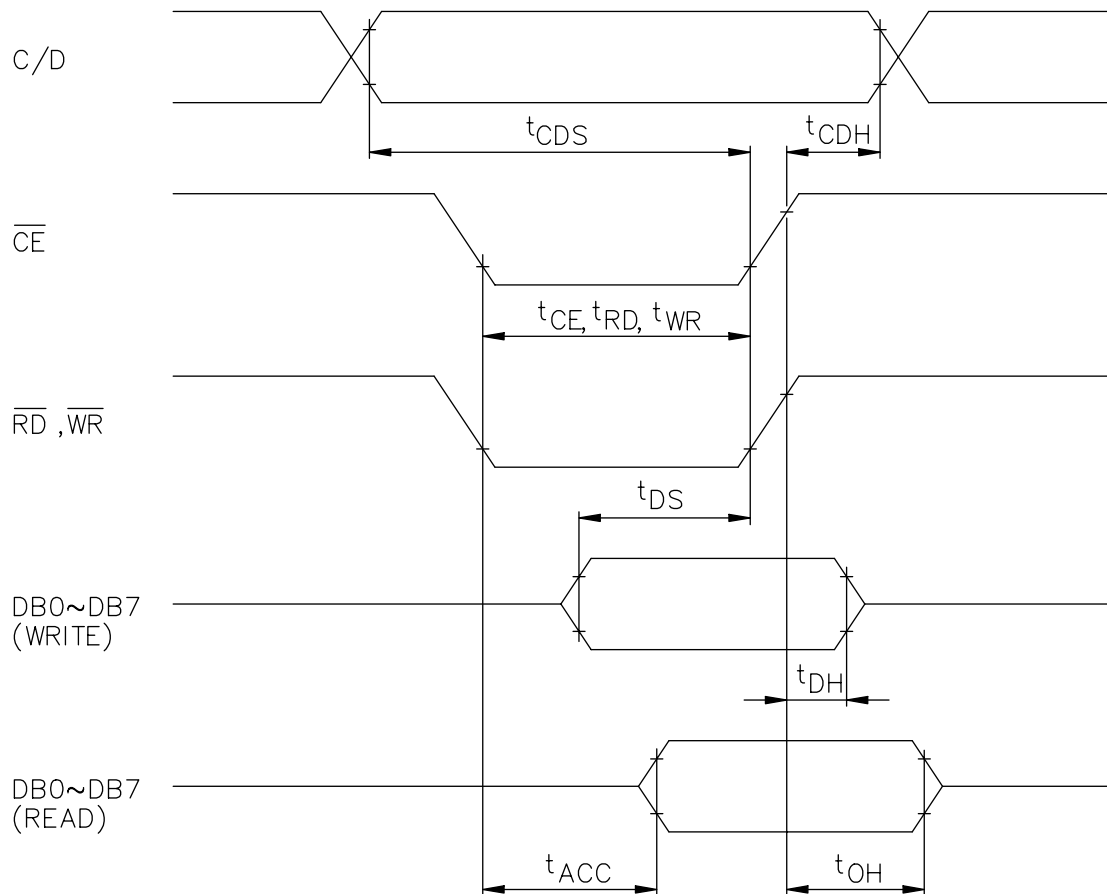 C/D
tCDS
tCDH
CE
tCE, tRD, tWR
RD ,WR
tDS
DB0~DB7
(WRITE)
tDH
DB0~DB7
(READ)
tACC
tOH